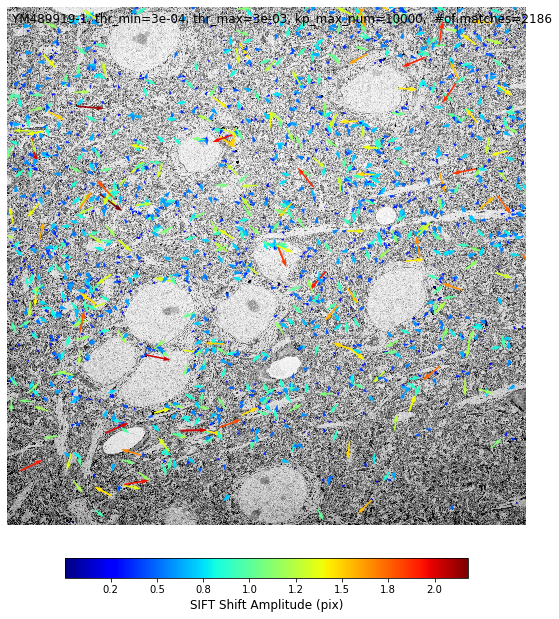 YM489919-1, thr_min=3e-04, thr_max=3e-03, kp_max_num=10000,  #of matches=2186
0.2 0.5 0.8 1.0 1.2 1.5 1.8 2.0
SIFT Shift Amplitude (pix)